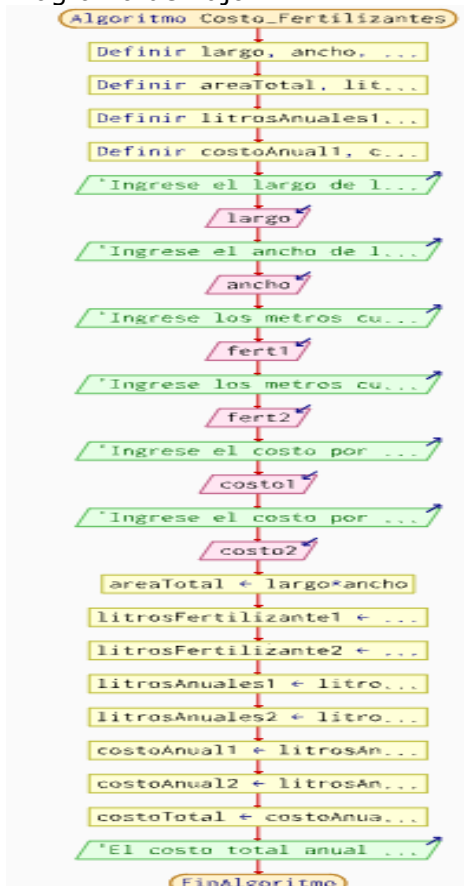 Algoritmo Costo_Fertilizantes
Definir largo, ancho, ...
Definir areaTotal, lit...
Definir litrosAnuales1...
Definir costoAnual1, c...
'Ingrese el largo de l...
largo
'Ingrese el ancho de l...
ancho
'Ingrese los metros cu...
fert1
'Ingrese los metros cu...
fert2
'Ingrese el costo por ...
costo1
'Ingrese el costo por ...
costo2
areaTotal ← largo*ancho
litrosFertilizante1 ← ...
litrosFertilizante2 ← ...
litrosAnuales1 ← litro...
litrosAnuales2 ← litro...
costoAnual1 ← litrosAn...
costoAnual2 ← litrosAn...
costoTotal ← costoAnua...
'El costo total anual ...
FinAlgoritmo